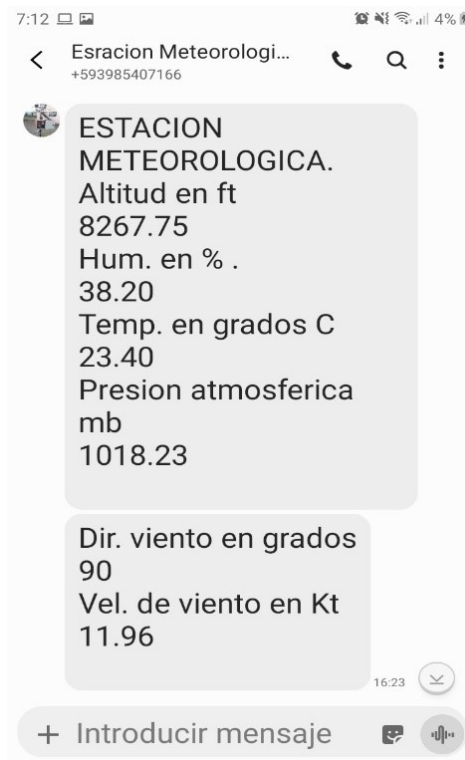 7:12 4%
Esracion Meteorologi...
+593985407166
ESTACION
METEOROLOGICA.
Altitud en ft
8267.75
Hum. en % .
38.20
Temp. en grados C
23.40
Presion atmosferica
mb
1018.23
Dir. viento en grados
90
Vel. de viento en Kt
11.96
16:23
Introducir mensaje